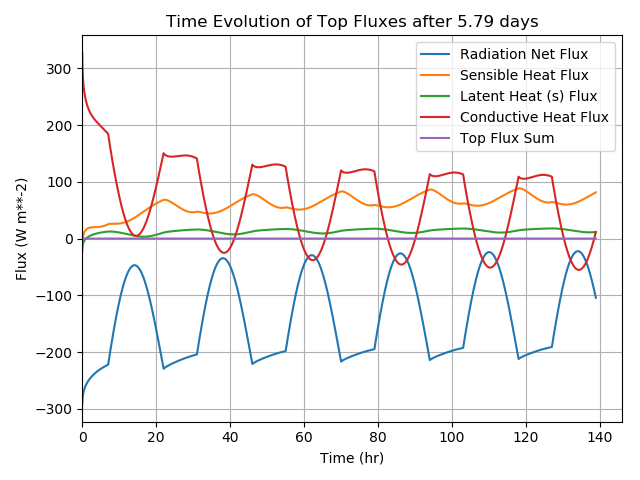 Time Evolution of Top Fluxes after 5.79 days
Radiation Net Flux
Sensible Heat Flux
Latent Heat (s) Flux
Conductive Heat Flux
Top Flux Sum
Flux (W m**-2)
300
200
100
0
−100
−200
−300
0 20 40 60 80 100 120 140
Time (hr)